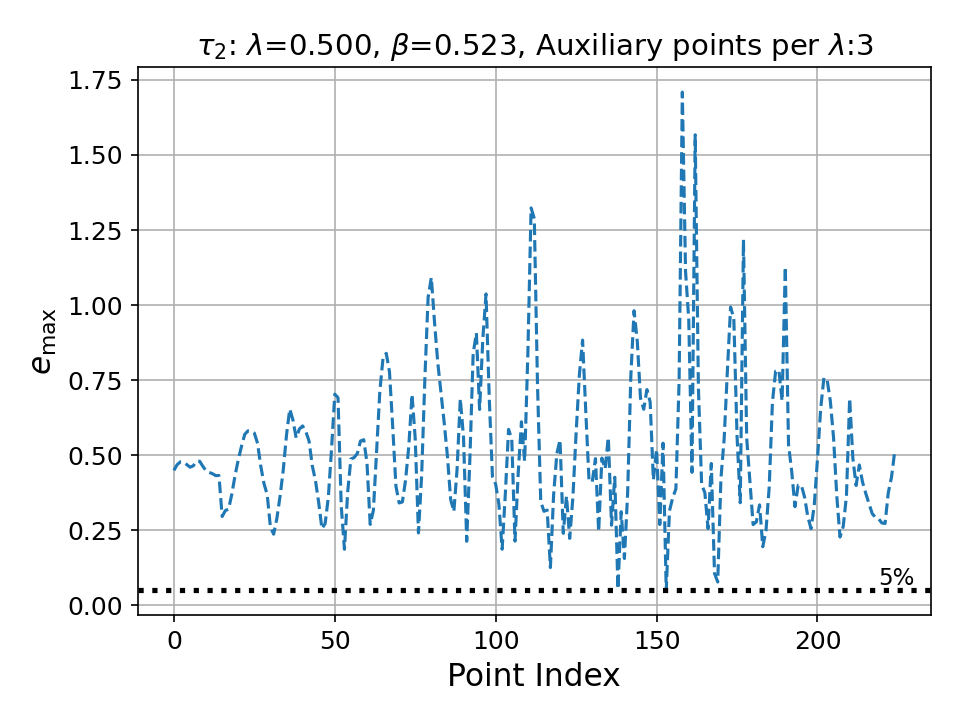 τ₂: λ=0.500, β=0.523, Auxiliary points per λ:3
1.75
1.50
1.25
1.00
0.75
0.50
0.25
0.00
e_max
5%
0 50 100 150 200
Point Index